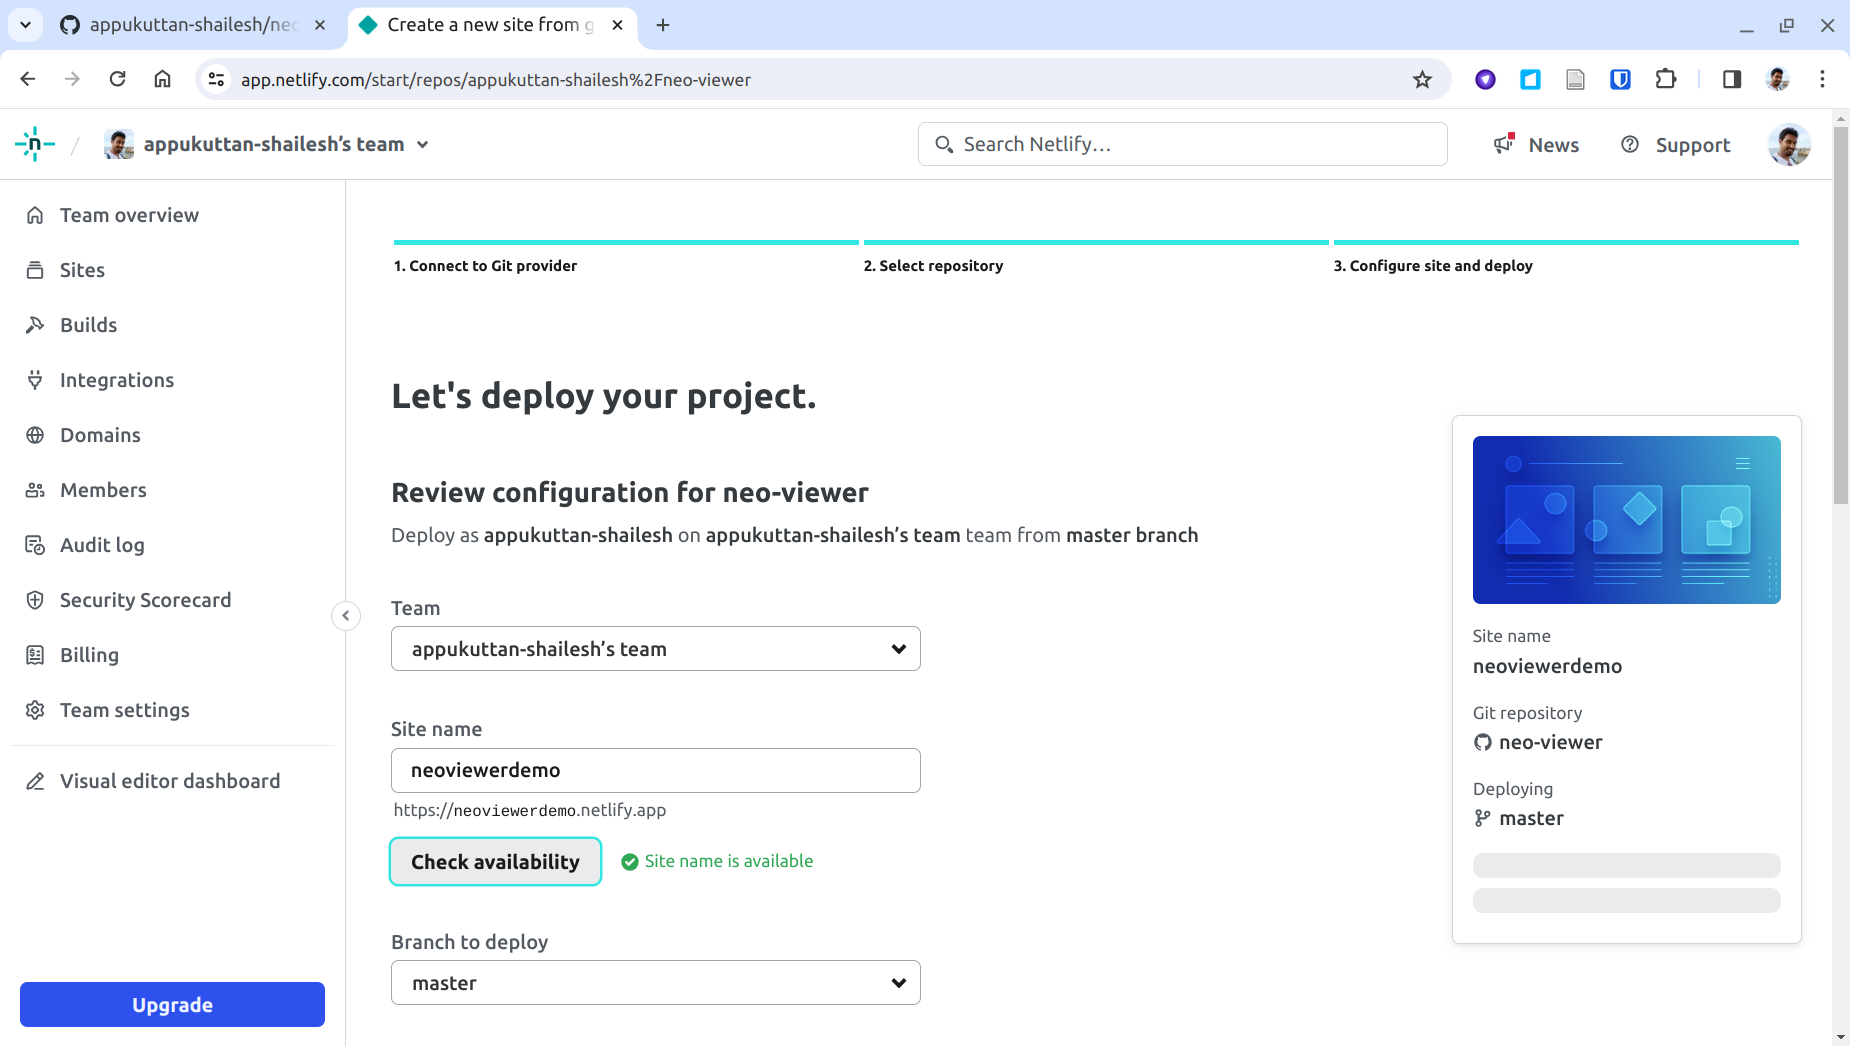 appukuttan-shailesh/neo
Create a new site from g
app.netlify.com/start/repos/appukuttan-shailesh%2Fneo-viewer
appukuttan-shailesh’s team
Search Netlify…
News
Support
Team overview
Sites
Builds
Integrations
Domains
Members
Audit log
Security Scorecard
Billing
Team settings
Visual editor dashboard
Upgrade
1. Connect to Git provider
2. Select repository
3. Configure site and deploy
Let's deploy your project.
Review configuration for neo-viewer
Deploy as appukuttan-shailesh on appukuttan-shailesh’s team team from master branch
Team
appukuttan-shailesh’s team
Site name
neoviewerdemo
https://neoviewerdemo.netlify.app
Check availability
Site name is available
Branch to deploy
master
Site name
neoviewerdemo
Git repository
neo-viewer
Deploying
master